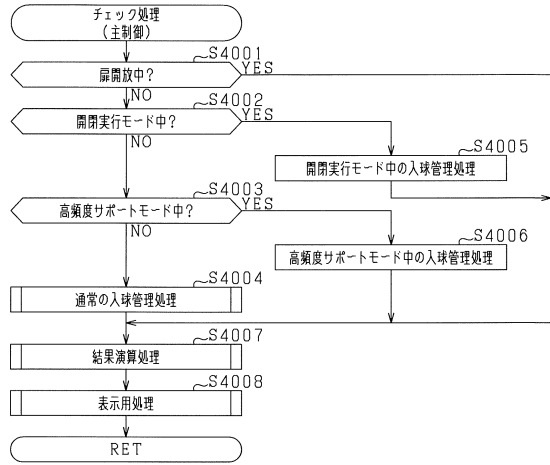 チェック処理
(主制御)
S4001
扉開放中?
YES
NO
S4002
開閉実行モード中?
YES
NO
S4005
開閉実行モード中の入球管理処理
S4003
高頻度サポートモード中?
YES
NO
S4006
高頻度サポートモード中の入球管理処理
S4004
通常の入球管理処理
S4007
結果演算処理
S4008
表示用処理
RET